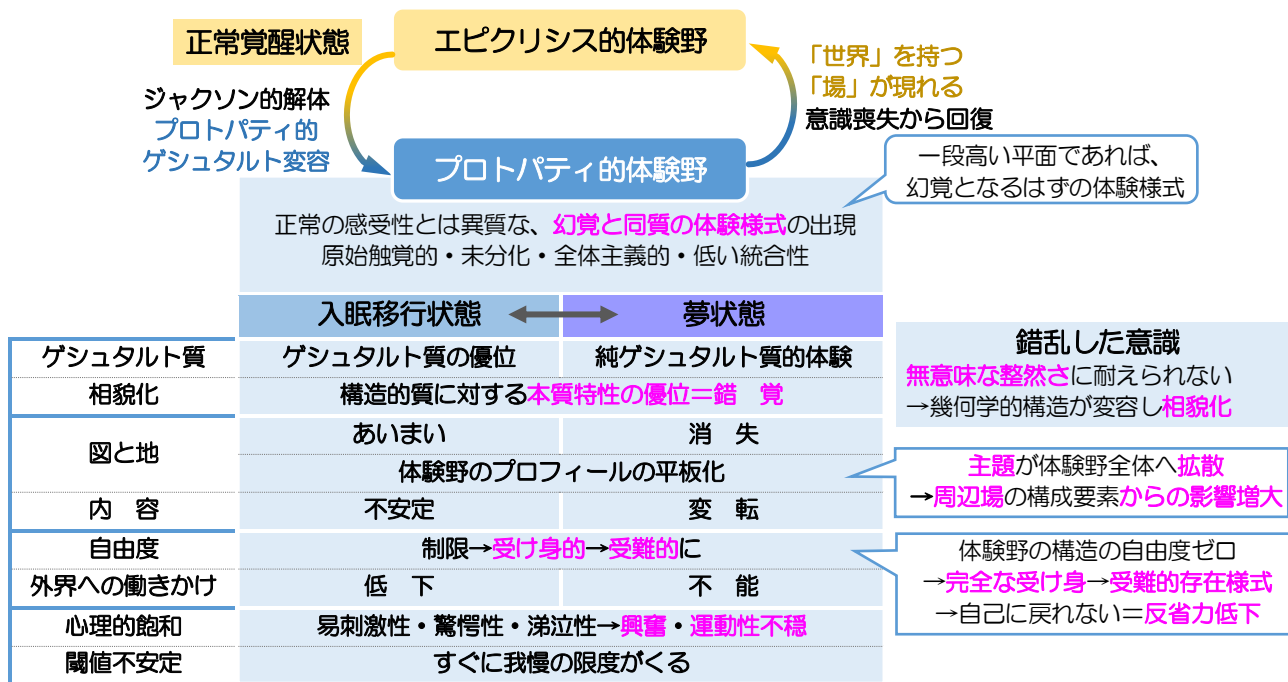 正常覚醒状態
エピクリシス的体験野
ジャクソン的解体
プロトパティ的
ゲシュタルト変容
「世界」を持つ
「場」が現れる
意識喪失から回復
プロトパティ的体験野
一段高い平面であれば、
幻覚となるはずの体験様式
正常の感受性とは異質な、幻覚と同質の体験様式の出現
原始触覚的・未分化・全体主義的・低い統合性
入眠移行状態 夢状態
ゲシュタルト質 ゲシュタルト質の優位 純ゲシュタルト質的体験
相貌化 構造的質に対する本質特性の優位=錯 覚
図と地 あいまい 消 失
体験野のプロフィールの平板化
内 容 不安定 変 転
自由度 制限→受け身的→受難的に
外界への働きかけ 低 下 不 能
心理的飽和 易刺激性・驚愕性・涕泣性→興奮・運動性不穏
閾値不安定 すぐに我慢の限度がくる
錯乱した意識
無意味な整然さに耐えられない
→幾何学的構造が変容し相貌化
主題が体験野全体へ拡散
→周辺場の構成要素からの影響増大
体験野の構造の自由度ゼロ
→完全な受け身→受難的存在様式
→自己に戻れない=反省力低下